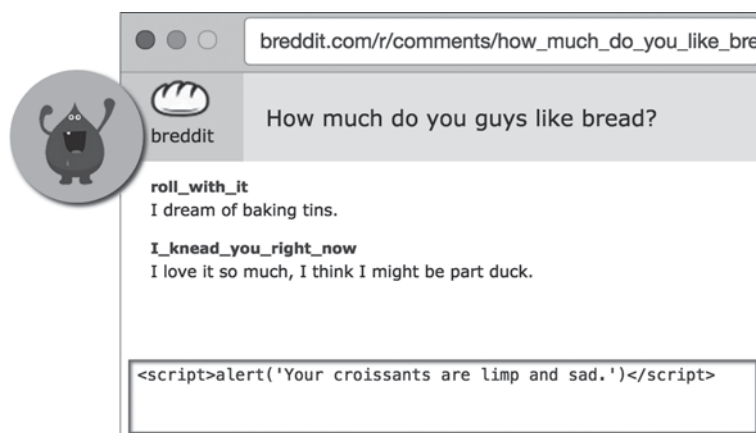 breddit.com/r/comments/how_much_do_you_like_bre
breddit
How much do you guys like bread?
roll_with_it
I dream of baking tins.
I_knead_you_right_now
I love it so much, I think I might be part duck.
<script>alert('Your croissants are limp and sad.')</script>